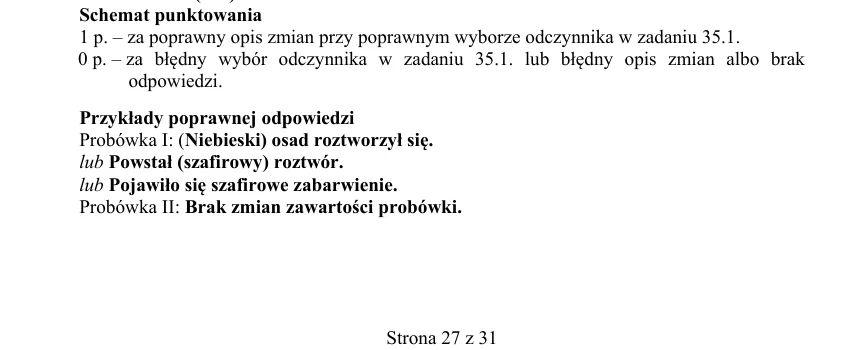 Schemat punktowania
1 p. – za poprawny opis zmian przy poprawnym wyborze odczynnika w zadaniu 35.1.
0 p. – za błędny wybór odczynnika w zadaniu 35.1. lub błędny opis zmian albo brak
odpowiedzi.
Przykłady poprawnej odpowiedzi
Probówka I: (Niebieski) osad roztworzył się.
lub Powstał (szafirowy) roztwór.
lub Pojawiło się szafirowe zabarwienie.
Probówka II: Brak zmian zawartości probówki.
Strona 27 z 31